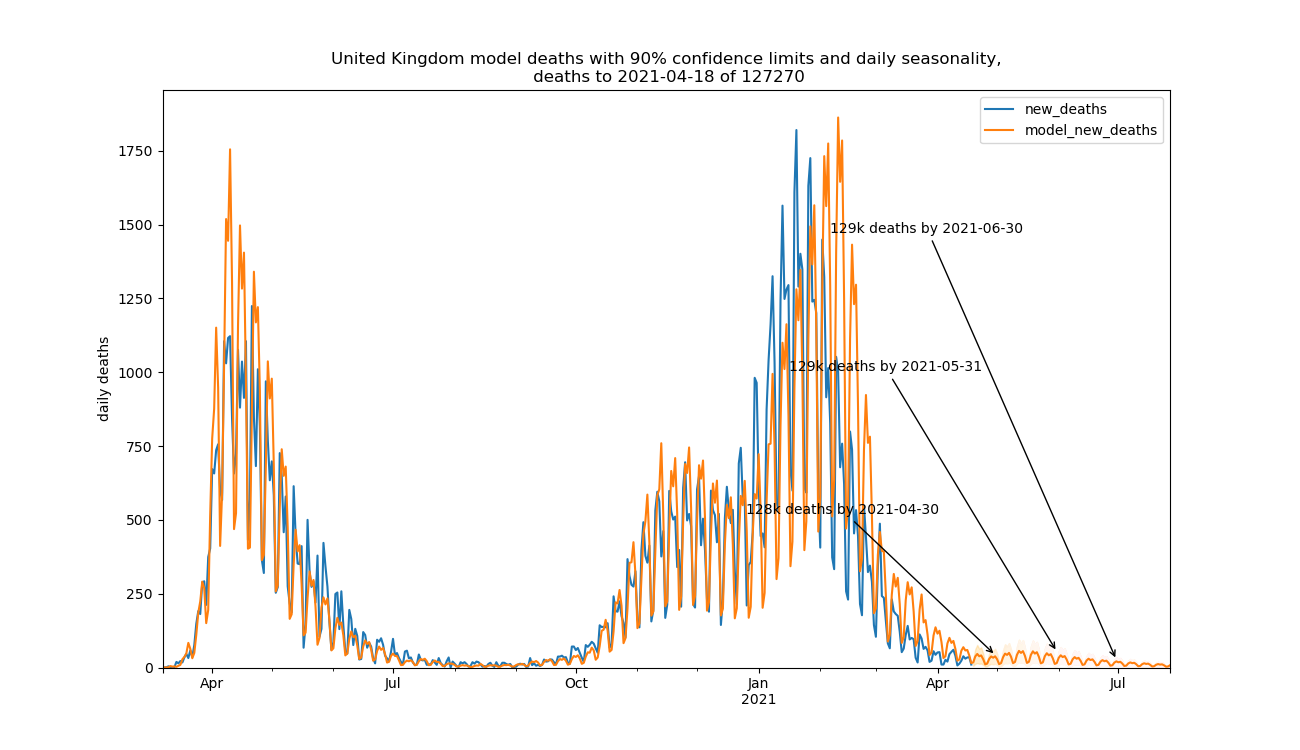 United Kingdom model deaths with 90% confidence limits and daily seasonality,
deaths to 2021-04-18 of 127270
new_deaths
model_new_deaths
daily deaths
1750
1500
1250
1000
750
500
250
0
129k deaths by 2021-06-30
129k deaths by 2021-05-31
128k deaths by 2021-04-30
Apr
Jul
Oct
Jan
2021
Apr
Jul